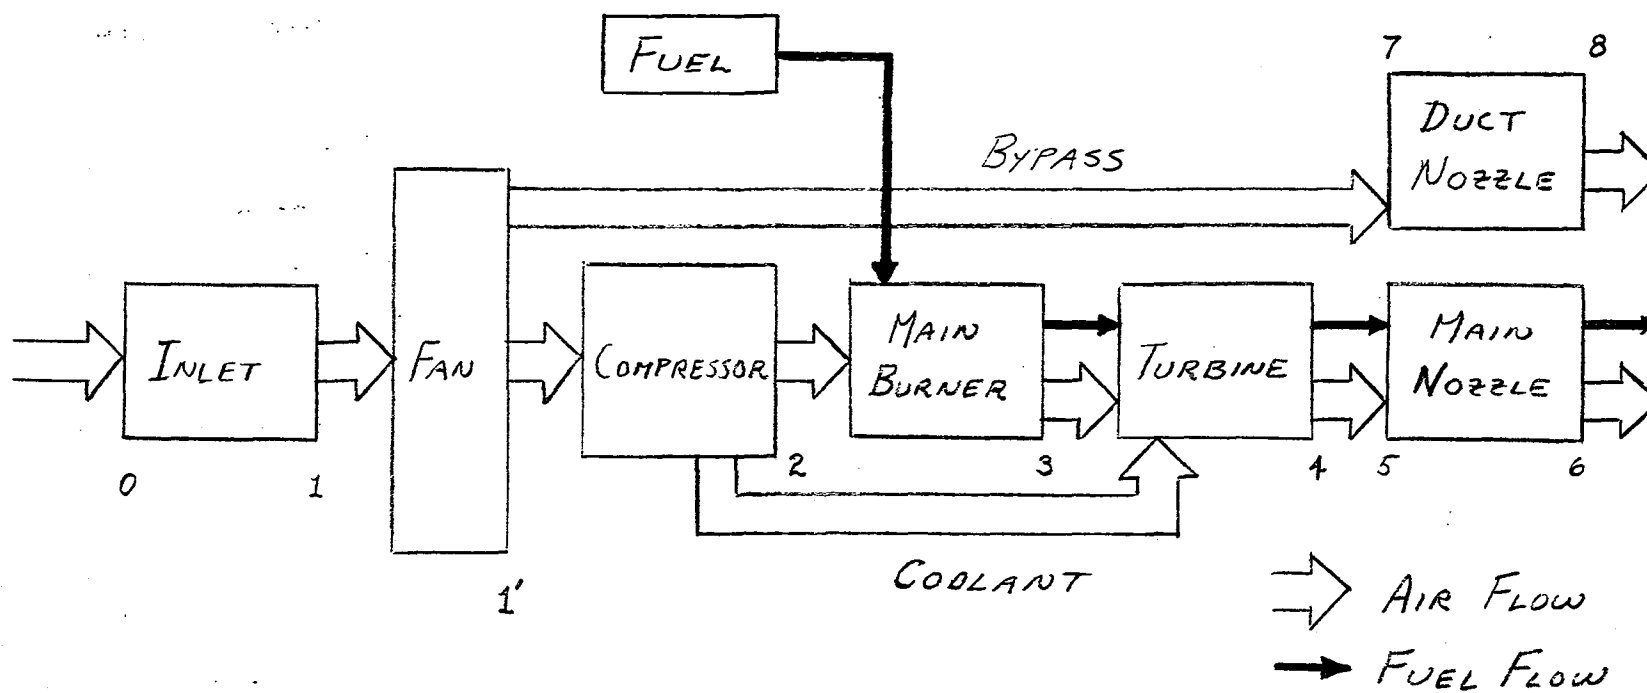 FUEL
7
8
DUCT
NOZZLE
BYPASS
INLET
FAN
COMPRESSOR
MAIN
BURNER
TURBINE
MAIN
NOZZLE
0
1
1'
2
3
4
5
6
COOLANT
AIR FLOW
FUEL FLOW